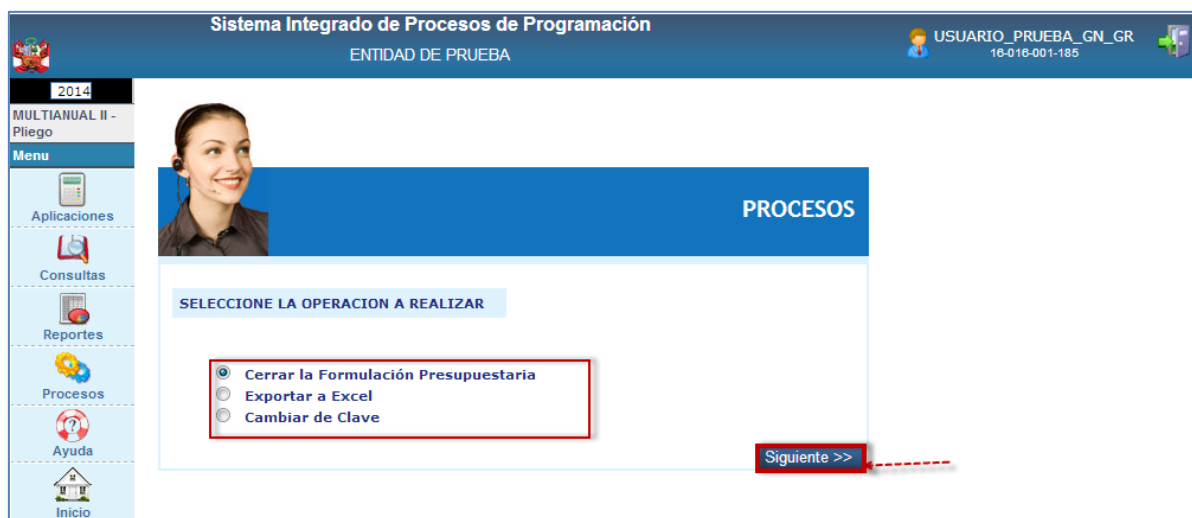 Sistema Integrado de Procesos de Programación
ENTIDAD DE PRUEBA
USUARIO_PRUEBA_GN_GR
16-016-001-185
2014
MULTIANUAL II -
Pliego
Menu
Aplicaciones
Consultas
Reportes
Procesos
Ayuda
Inicio
PROCESOS
SELECCIONE LA OPERACION A REALIZAR
Cerrar la Formulación Presupuestaria
Exportar a Excel
Cambiar de Clave
Siguiente >>